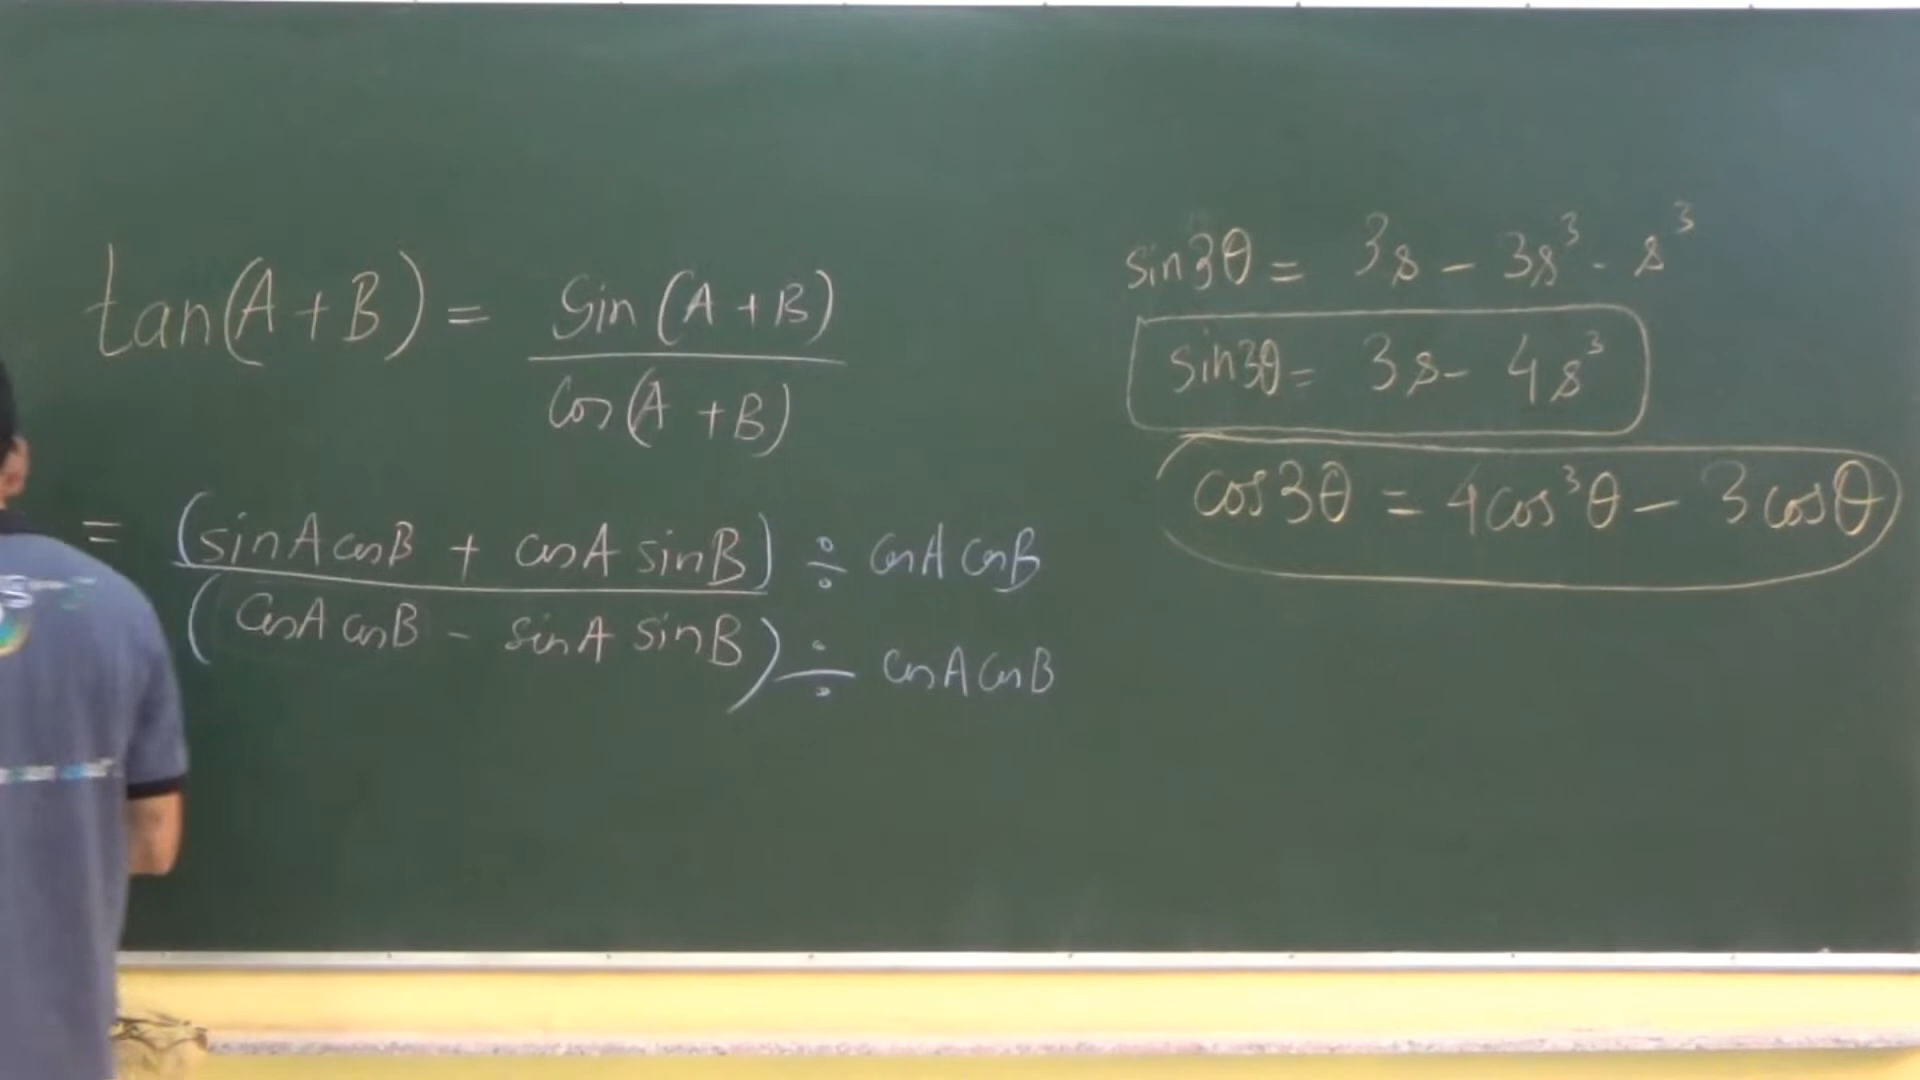 tan(A+B) = sin(A+B)
cos(A+B)
= (sinA cosB + cosA sinB) ÷ cosA cosB
(cosA cosB - sinA sinB) ÷ cosA cosB
sin3θ = 3s - 3s³ - s³
sin3θ = 3s - 4s³
cos3θ = 4cos³θ - 3cosθ